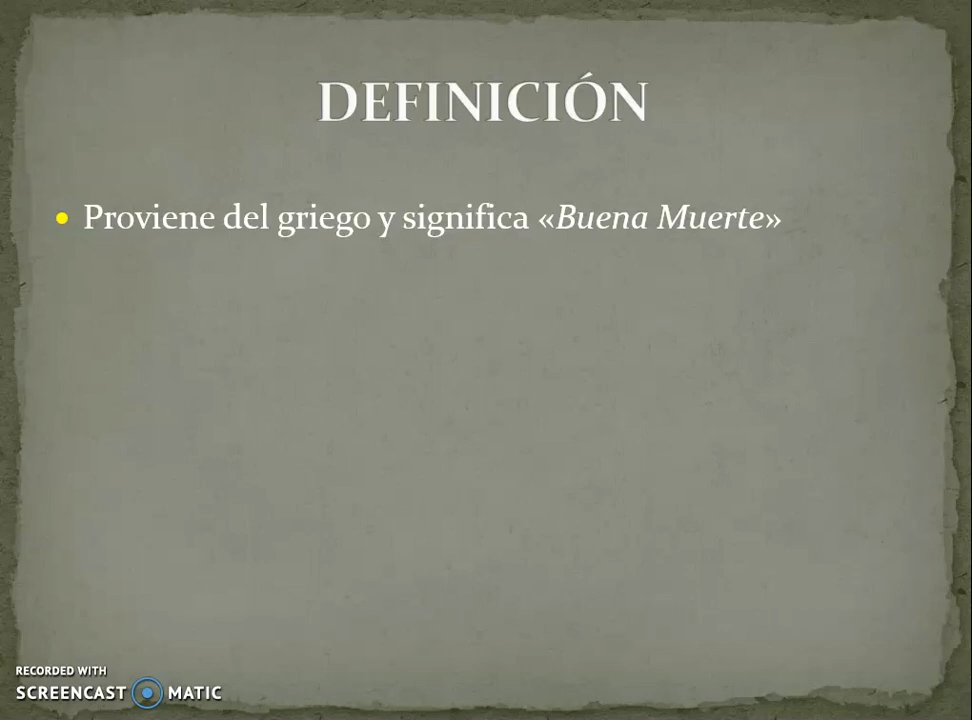 DEFINICIÓN
Proviene del griego y significa «Buena Muerte»
RECORDED WITH
SCREENCAST MATIC